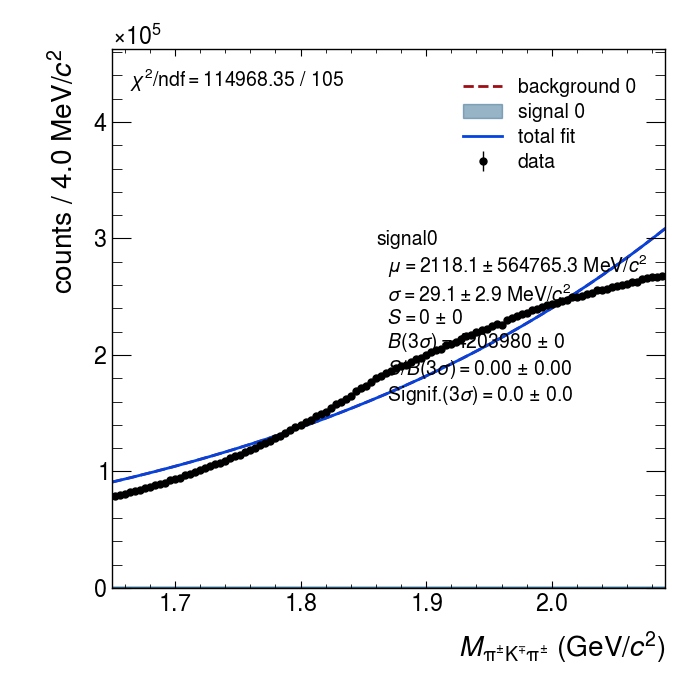 ×10⁵
χ²/ndf = 114968.35 / 105
background 0
signal 0
total fit
data
signal0
μ = 2118.1 ± 564765.3 MeV/c²
σ = 29.1 ± 2.9 MeV/c²
S = 0 ± 0
B(3σ) = 4203980 ± 0
S/B(3σ) = 0.00 ± 0.00
Signif.(3σ) = 0.0 ± 0.0
counts / 4.0 MeV/c²
4
3
2
1
0
1.7 1.8 1.9 2.0
M_{π^±K^∓π^±} (GeV/c²)